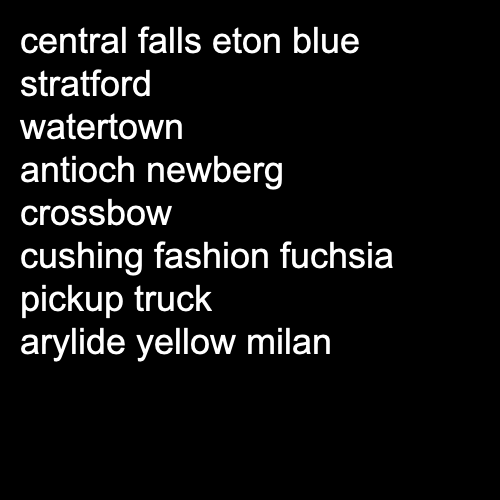 central falls eton blue
stratford
watertown
antioch newberg
crossbow
cushing fashion fuchsia
pickup truck
arylide yellow milan